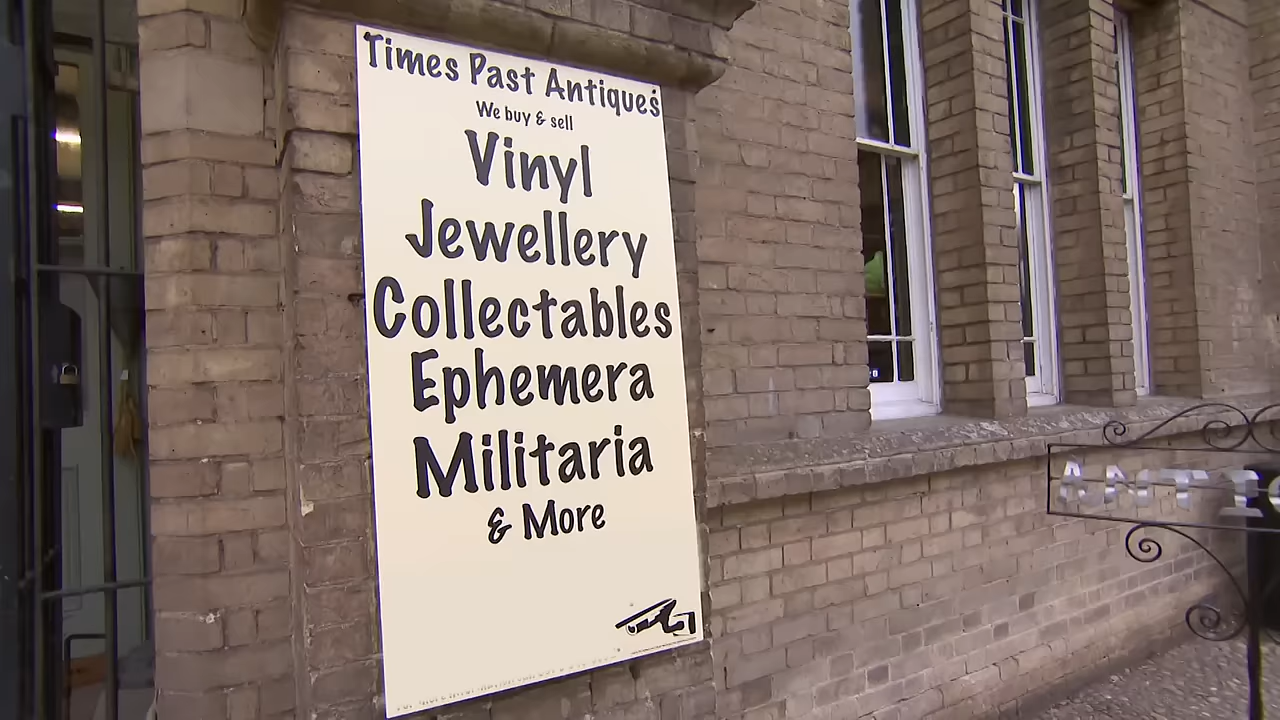 Times Past Antiques
We buy & sell
Vinyl
Jewellery
Collectables
Ephemera
Militaria
& More